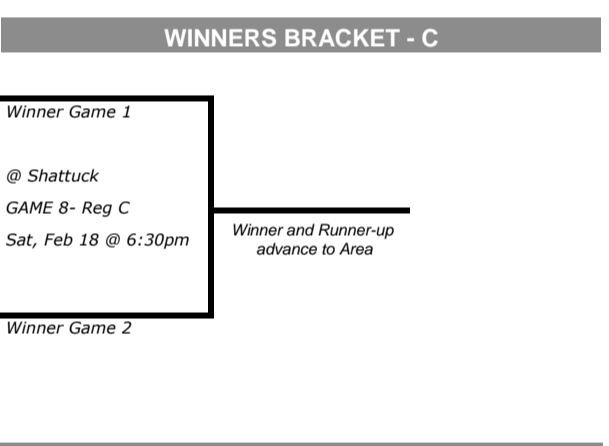 WINNERS BRACKET - C
Winner Game 1
@ Shattuck
GAME 8- Reg C
Sat, Feb 18 @ 6:30pm
Winner and Runner-up
advance to Area
Winner Game 2